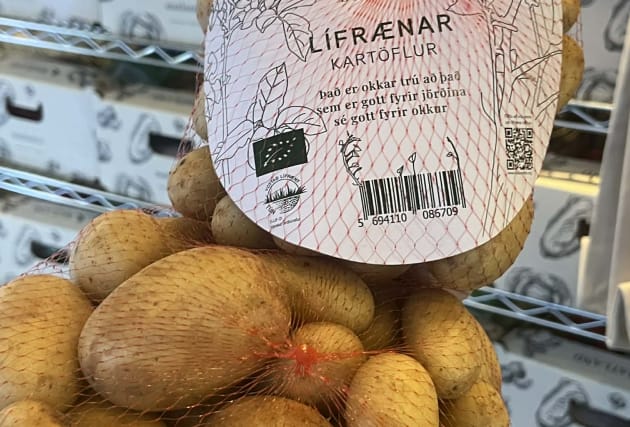 LÍFRÆNAR
KARTÖFLUR
Það er okkar trú að það
sem er gott fyrir jörðina
sé gott fyrir okkur
5 694110 086709